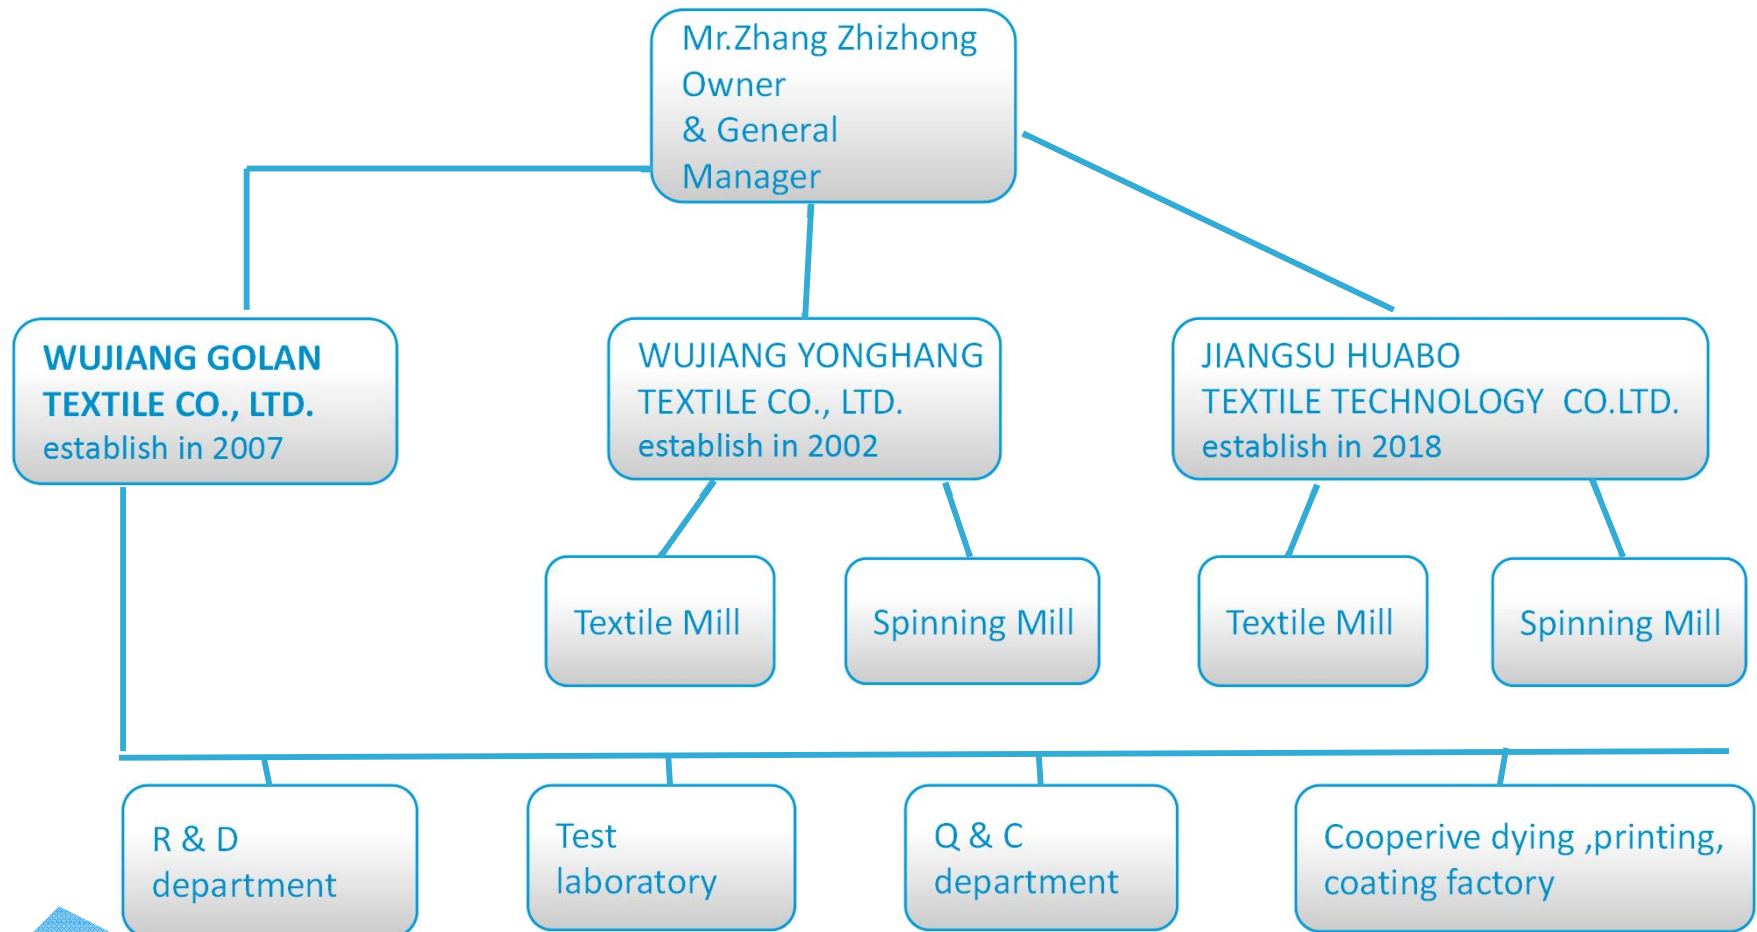 Mr.Zhang Zhizhong
Owner
& General
Manager
WUJIANG GOLAN
TEXTILE CO., LTD.
establish in 2007
WUJIANG YONGHANG
TEXTILE CO., LTD.
establish in 2002
JIANGSU HUABO
TEXTILE TECHNOLOGY  CO.LTD.
establish in 2018
Textile Mill
Spinning Mill
Textile Mill
Spinning Mill
R & D
department
Test
laboratory
Q & C
department
Cooperive dying ,printing,
coating factory